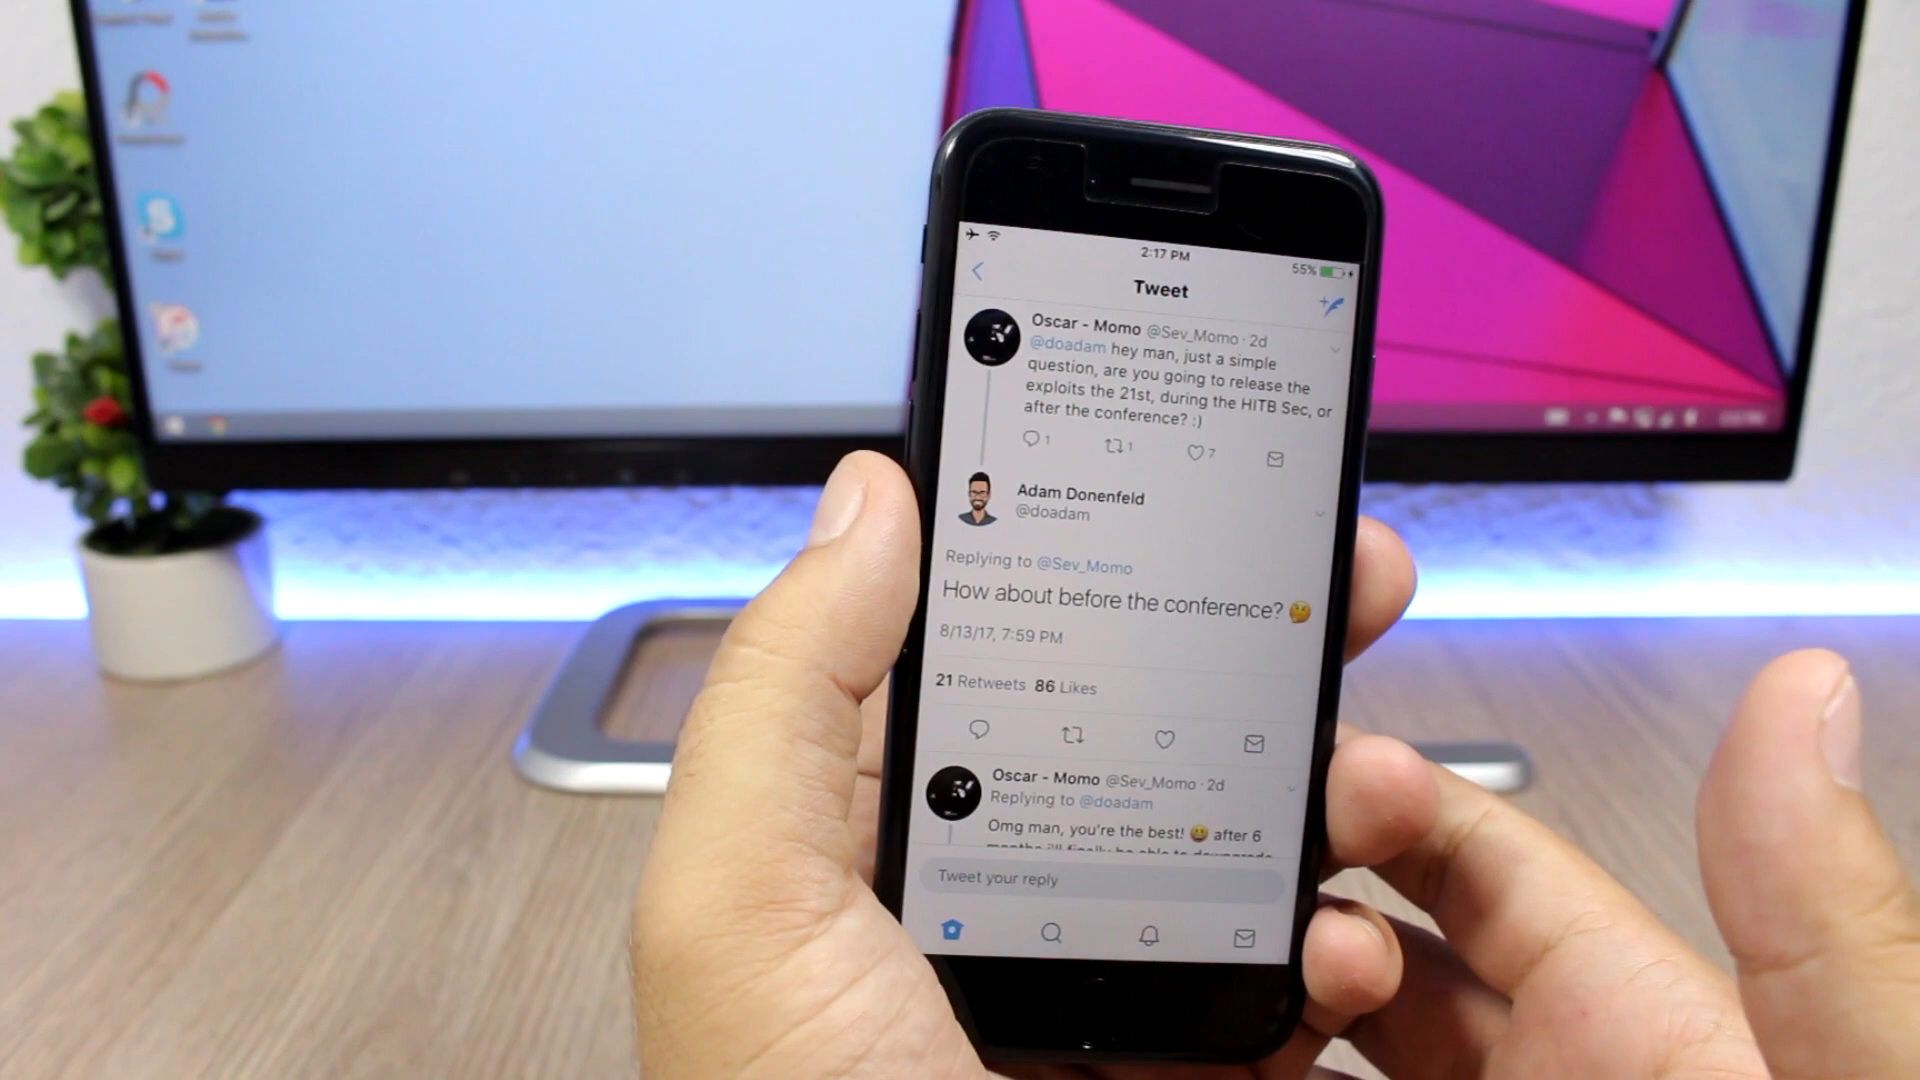 2:17 PM
55%
Tweet
Oscar - Momo @Sev_Momo · 2d
@doadam hey man, just a simple
question, are you going to release the
exploits the 21st, during the HITB Sec, or
after the conference? :)
1
1
7
Adam Donenfeld
@doadam
Replying to @Sev_Momo
How about before the conference? 🤔
8/13/17, 7:59 PM
21 Retweets 86 Likes
Oscar - Momo @Sev_Momo · 2d
Replying to @doadam
Omg man, you're the best! 😃 after 6
Tweet your reply